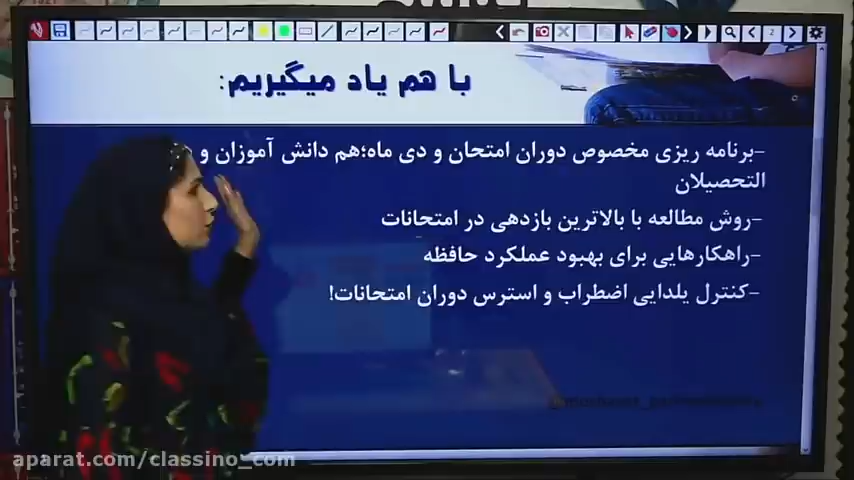 با هم یاد میگیریم:
-برنامه ریزی مخصوص دوران امتحان و دی ماه؛هم دانش آموزان و
التحصیلان
-روش مطالعه با بالاترین بازدهی در امتحانات
-راهکارهایی برای بهبود عملکرد حافظه
-کنترل یلدایی اضطراب و استرس دوران امتحانات!
aparat.com/classino_com